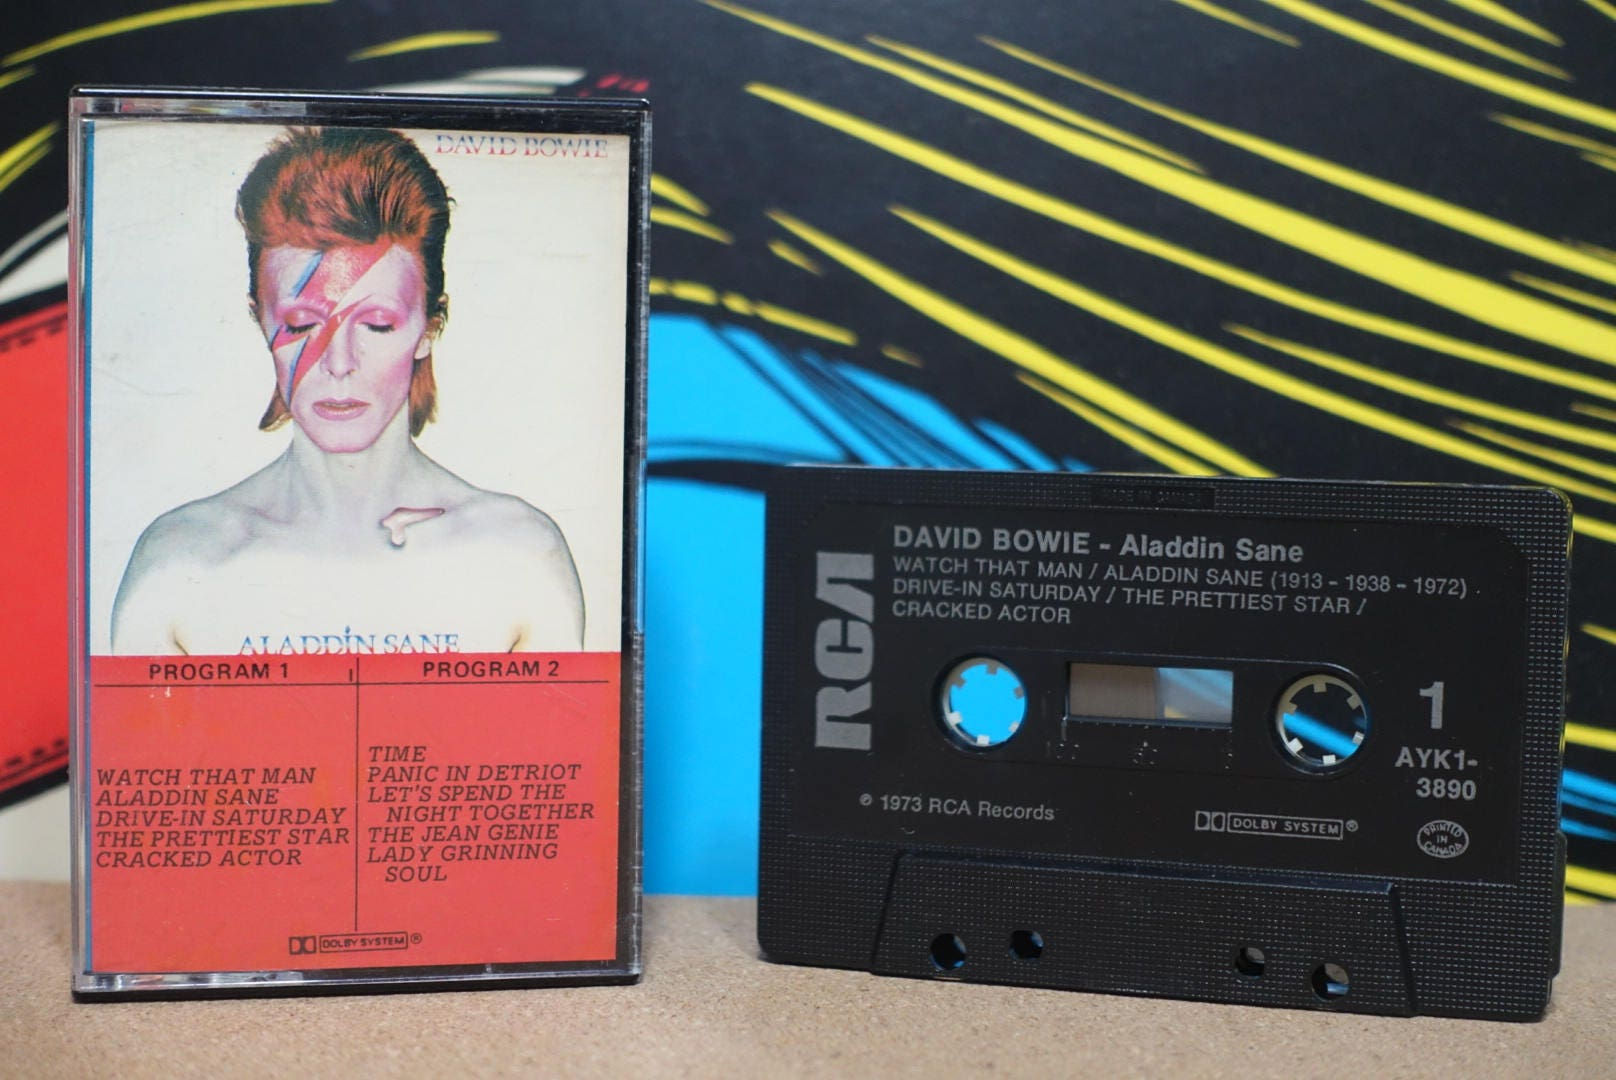 DAVID BOWIE
ALADDIN SANE
PROGRAM 1
WATCH THAT MAN
ALADDIN SANE
DRIVE-IN SATURDAY
THE PRETTIEST STAR
CRACKED ACTOR
PROGRAM 2
TIME
PANIC IN DETRIOT
LET'S SPEND THE
NIGHT TOGETHER
THE JEAN GENIE
LADY GRINNING
SOUL
DOLBY SYSTEM®
MADE IN CANADA
RCA
DAVID BOWIE - Aladdin Sane
WATCH THAT MAN / ALADDIN SANE (1913 - 1938 - 1972)
DRIVE-IN SATURDAY / THE PRETTIEST STAR /
CRACKED ACTOR
1
AYK1-
3890
℗ 1973 RCA Records
DOLBY SYSTEM®
PRINTED
IN
CANADA